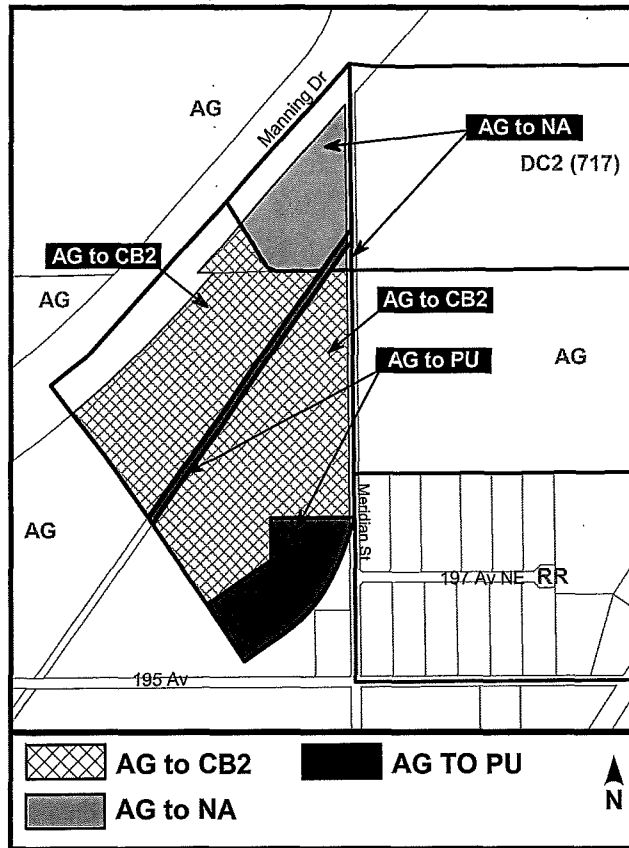 AG
Manning Dr
AG to NA
DC2 (717)
AG to CB2
AG
AG to CB2
AG to PU
AG
AG
Meridian St
197 Av NE
RR
195 Av
AG to CB2
AG TO PU
AG to NA
N